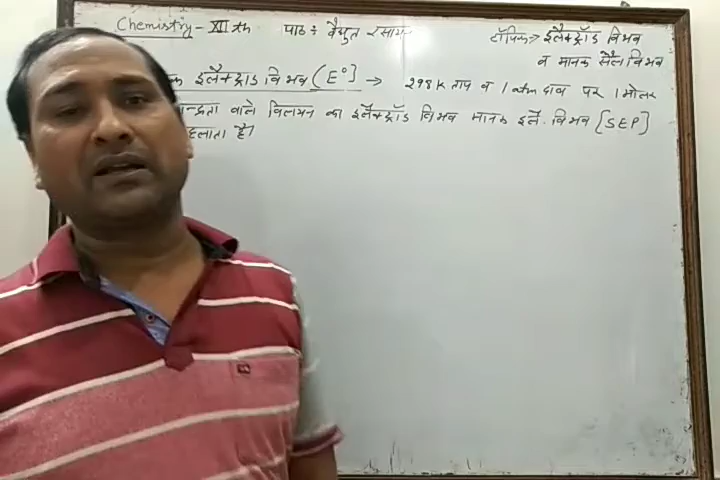 Chemistry - XII th पाठ ÷ वैद्युत रसायन टॉपिक→ इलैक्ट्रॉड विभव
व मानक सैल विभव
क इलैक्ट्रॉड विभव (E°] → 298 K ताप व 1 atm दाब पर 1 मोलर
न्द्रता वाले विलयन का इलैक्ट्रॉड विभव मानक इलै. विभव [SEP]
हलाता है।